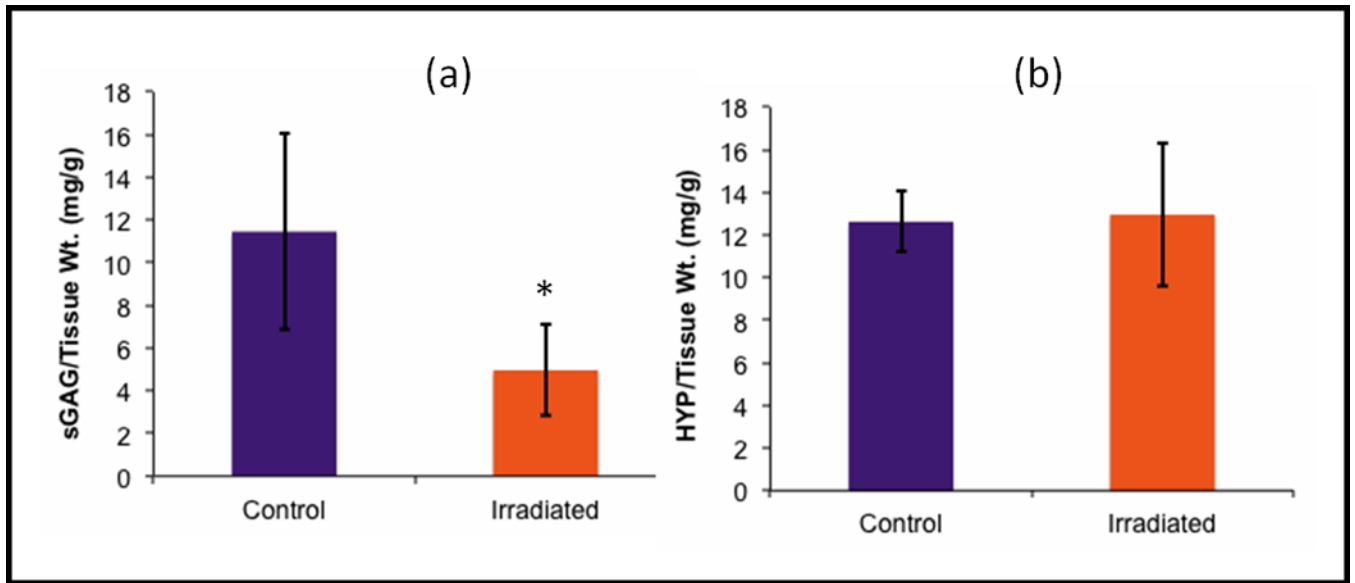 (a)
sGAG/Tissue Wt. (mg/g)
18
16
14
12
10
8
6
4
2
0
*
Control
Irradiated
(b)
HYP/Tissue Wt. (mg/g)
18
16
14
12
10
8
6
4
2
0
Control
Irradiated